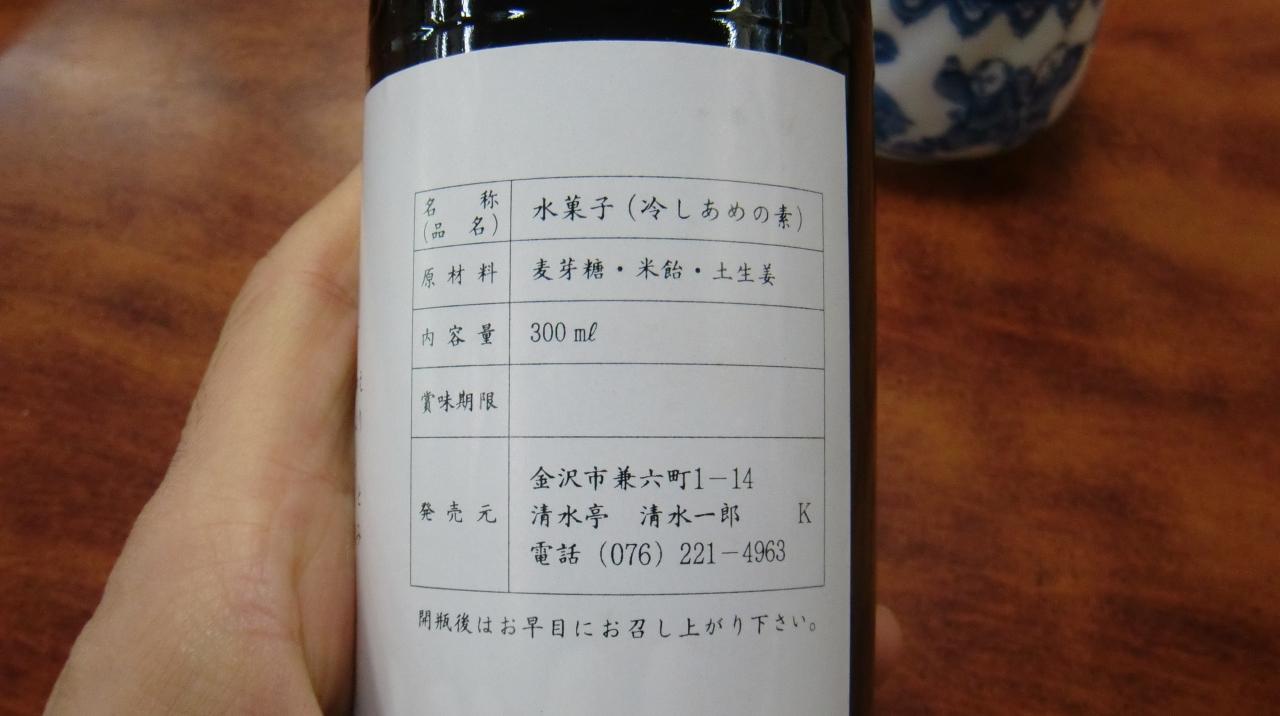 名称
(品名)
水菓子(冷しあめの素)
原材料
麦芽糖・米飴・土生姜
内容量
300ml
賞味期限
発売元
金沢市兼六町1-14
清水亭 清水一郎 K
電話 (076) 221-4963
開瓶後はお早目にお召し上がり下さい。